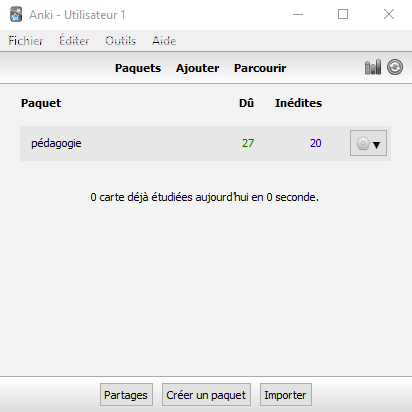 Anki - Utilisateur 1
Fichier Éditer Outils Aide
Paquets Ajouter Parcourir
Paquet Dû Inédites
pédagogie 27 20
0 carte déjà étudiées aujourd'hui en 0 seconde.
Partages Créer un paquet Importer